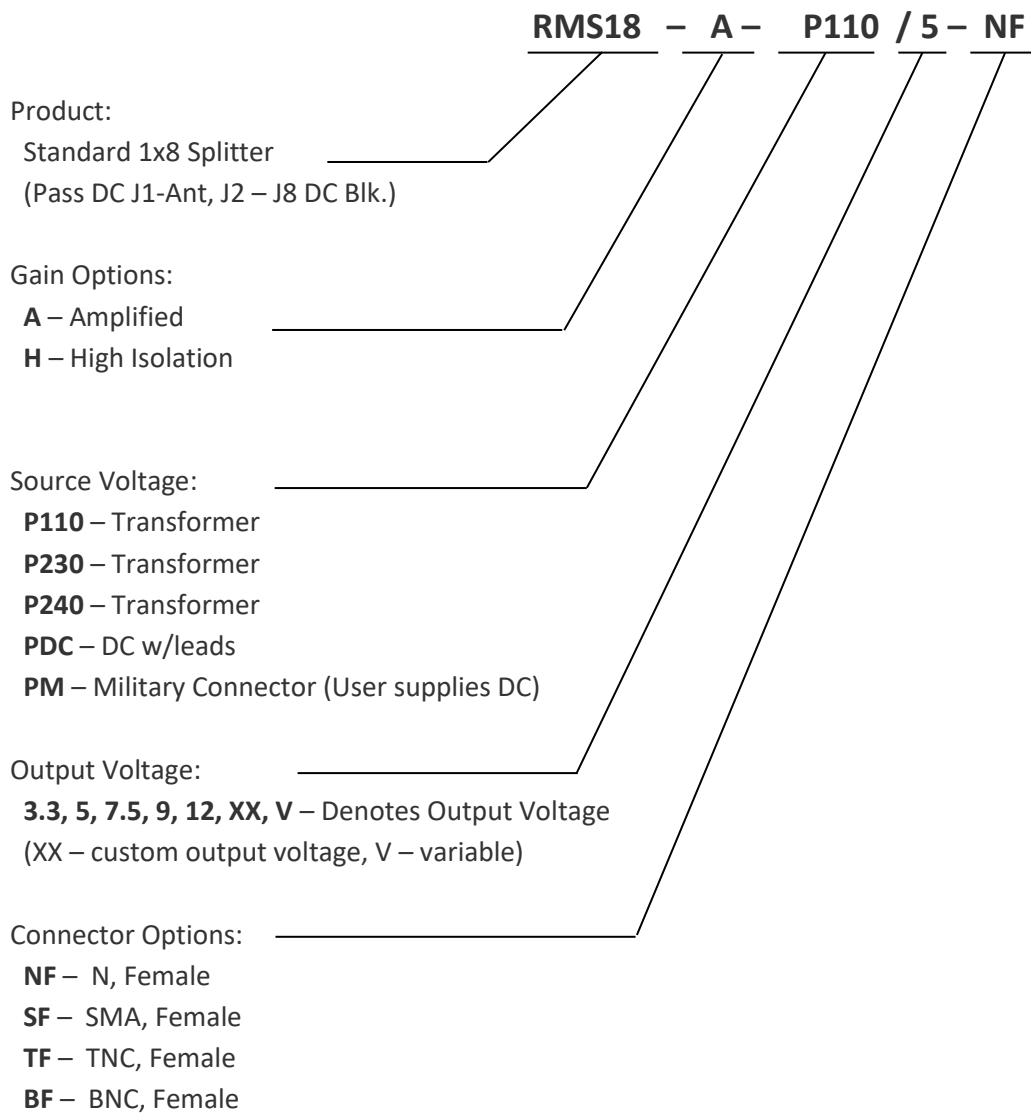 RMS18 – A – P110 / 5 – NF
Product:
Standard 1x8 Splitter
(Pass DC J1-Ant, J2 – J8 DC Blk.)
Gain Options:
A – Amplified
H – High Isolation
Source Voltage:
P110 – Transformer
P230 – Transformer
P240 – Transformer
PDC – DC w/leads
PM – Military Connector (User supplies DC)
Output Voltage:
3.3, 5, 7.5, 9, 12, XX, V – Denotes Output Voltage
(XX – custom output voltage, V – variable)
Connector Options:
NF – N, Female
SF – SMA, Female
TF – TNC, Female
BF – BNC, Female